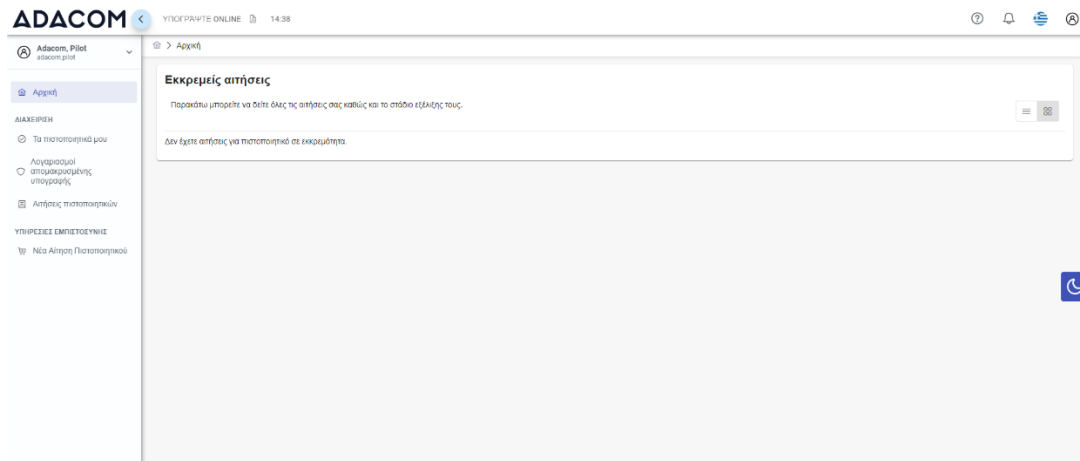 ADACOM
ΥΠΟΓΡΑΨΤΕ ONLINE 14:38
Adacom, Pilot
adacom.pilot
Αρχική
Αρχική
ΔΙΑΧΕΙΡΙΣΗ
Τα πιστοποιητικά μου
Λογαριασμοί
απομακρυσμένης
υπογραφής
Αιτήσεις πιστοποιητικών
ΥΠΗΡΕΣΙΕΣ ΕΜΠΙΣΤΟΣΥΝΗΣ
Νέα Αίτηση Πιστοποιητικού
Εκκρεμείς αιτήσεις
Παρακάτω μπορείτε να δείτε όλες τις αιτήσεις σας καθώς και το στάδιο εξέλιξης τους.
Δεν έχετε αιτήσεις για πιστοποιητικό σε εκκρεμότητα.